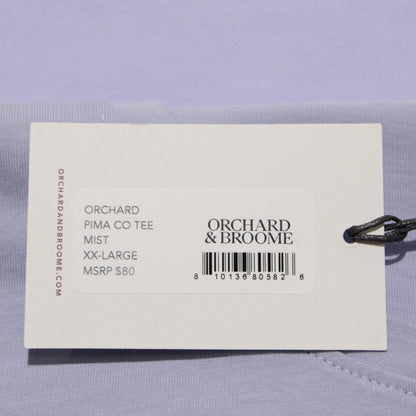 ORCHARDANDBROOME.COM
ORCHARD
PIMA CO TEE
MIST
XX-LARGE
MSRP $80
ORCHARD
& BROOME
8 10136 80582 6